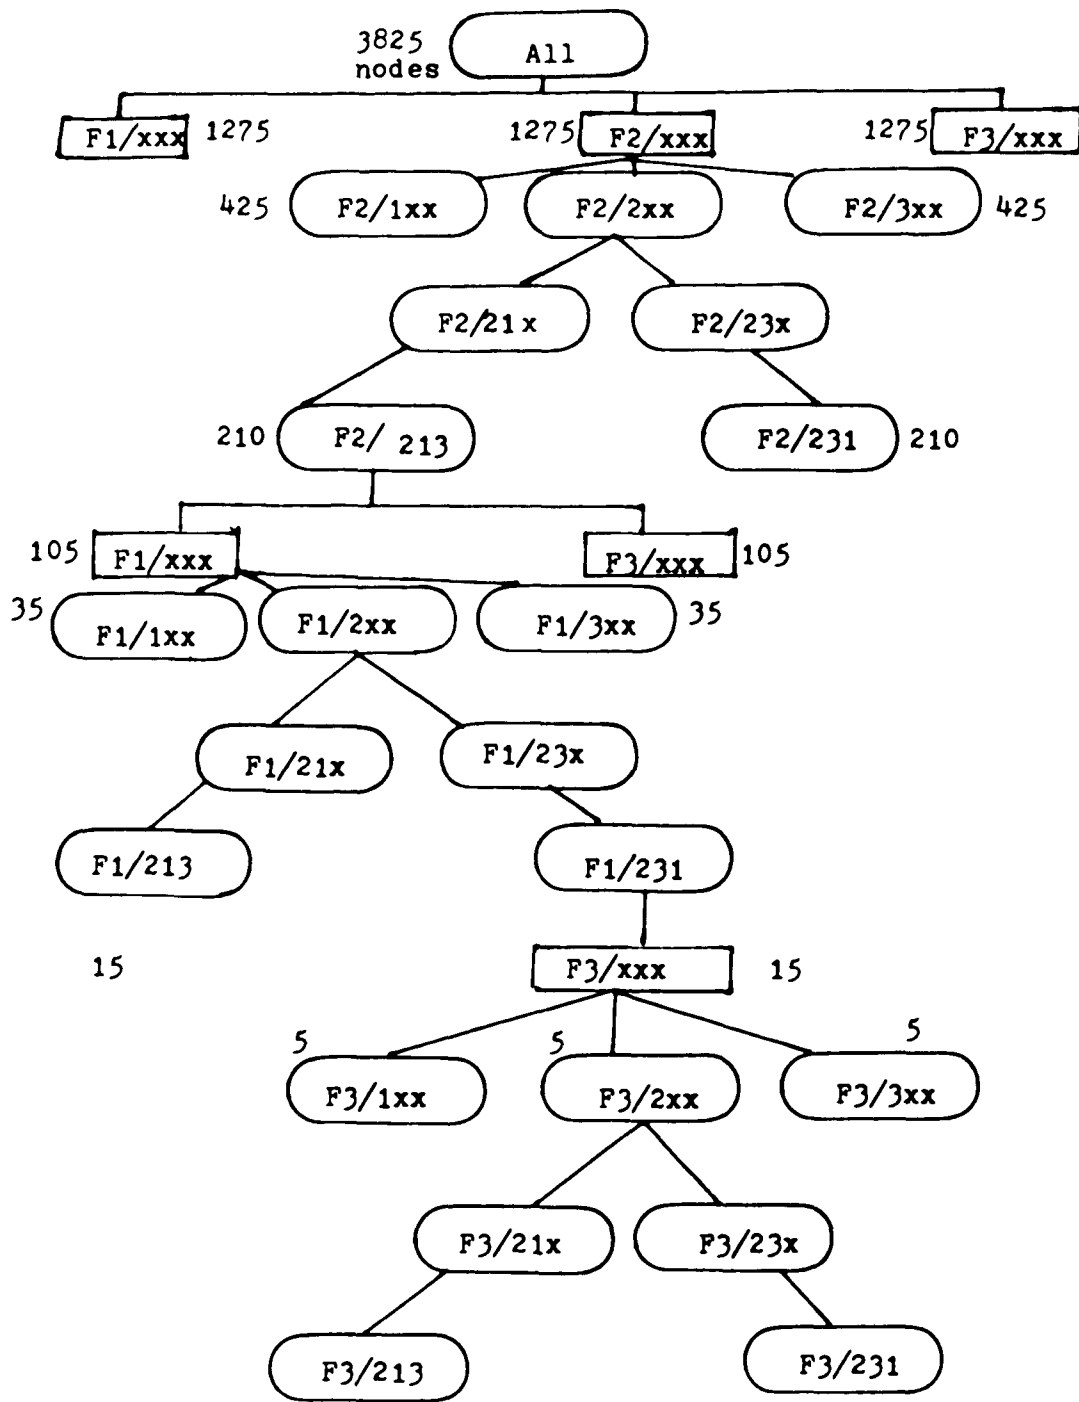 3825
nodes
All
F1/xxx 1275
1275 F2/xxx
1275 F3/xxx
425 F2/1xx
F2/2xx
F2/3xx 425
F2/21x
F2/23x
210 F2/ 213
F2/231 210
105 F1/xxx
F3/xxx 105
35 F1/1xx
F1/2xx
F1/3xx 35
F1/21x
F1/23x
F1/213
F1/231
15
F3/xxx 15
5
5
5
F3/1xx
F3/2xx
F3/3xx
F3/21x
F3/23x
F3/213
F3/231